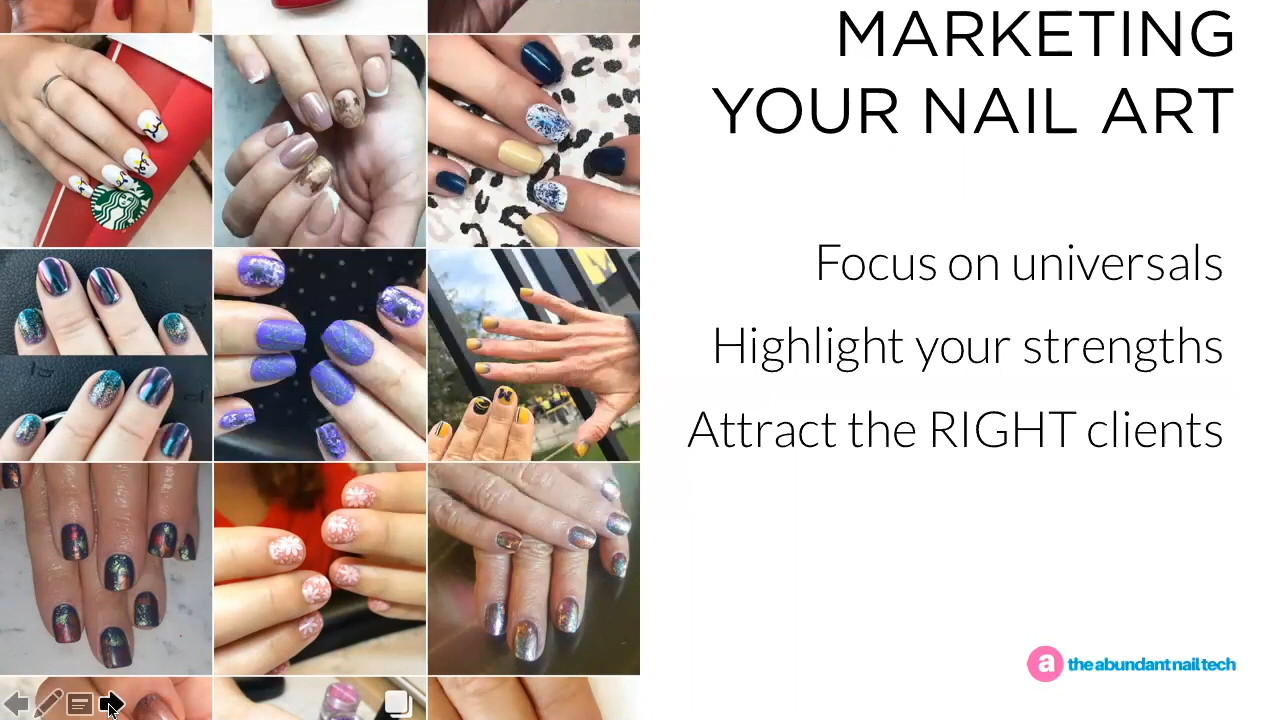 MARKETING
YOUR NAIL ART
Focus on universals
Highlight your strengths
Attract the RIGHT clients
a the abundant nail tech